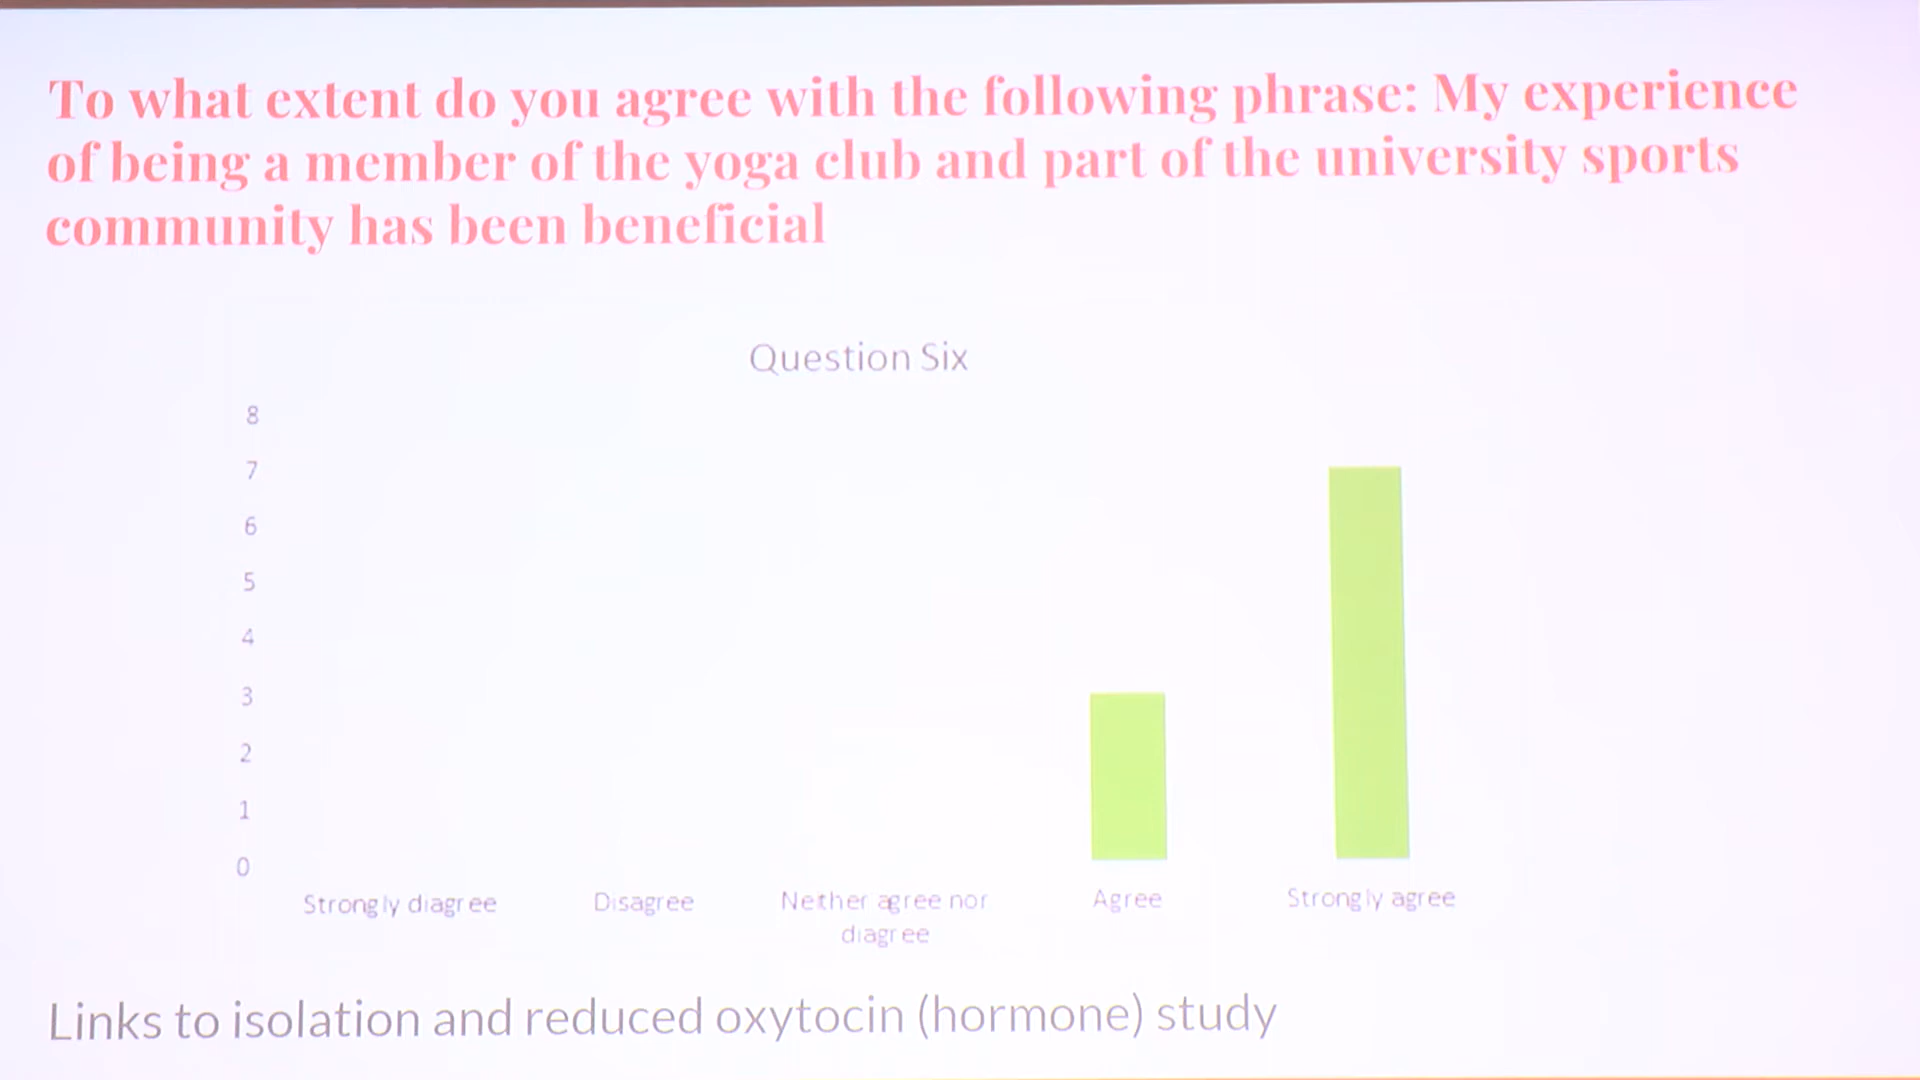 To what extent do you agree with the following phrase: My experience
of being a member of the yoga club and part of the university sports
community has been beneficial
Question Six
8
7
6
5
4
3
2
1
0
Strongly diagree
Disagree
Nether agree nor
diagree
Agree
Strongly agree
Links to isolation and reduced oxytocin (hormone) study